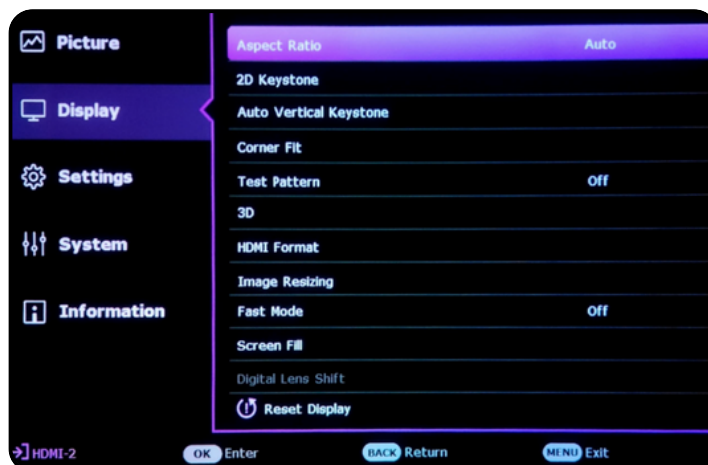 Picture
Display
Settings
System
Information
Aspect Ratio Auto
2D Keystone
Auto Vertical Keystone
Corner Fit
Test Pattern Off
3D
HDMI Format
Image Resizing
Fast Mode Off
Screen Fill
Digital Lens Shift
Reset Display
HDMI-2 OK Enter BACK Return MENU Exit